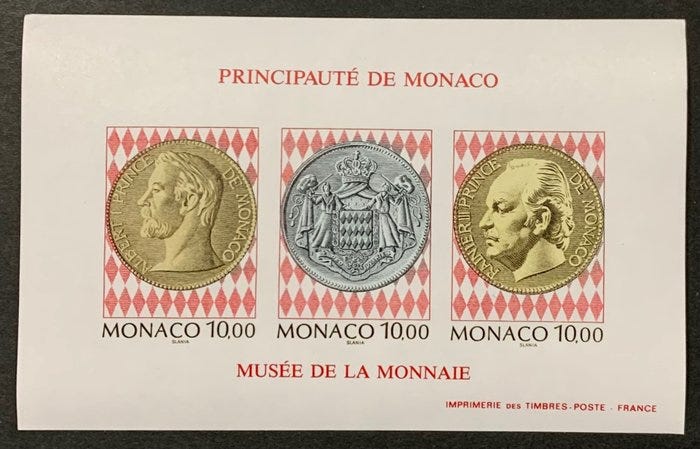 PRINCIPAUTÉ DE MONACO
ALBERT I PRINCE DE MONACO
RAINIER III PRINCE DE MONACO
MONACO 10,00
SLANIA
MONACO 10,00
SLANIA
MONACO 10,00
SLANIA
MUSÉE DE LA MONNAIE
IMPRIMERIE DES TIMBRES-POSTE - FRANCE